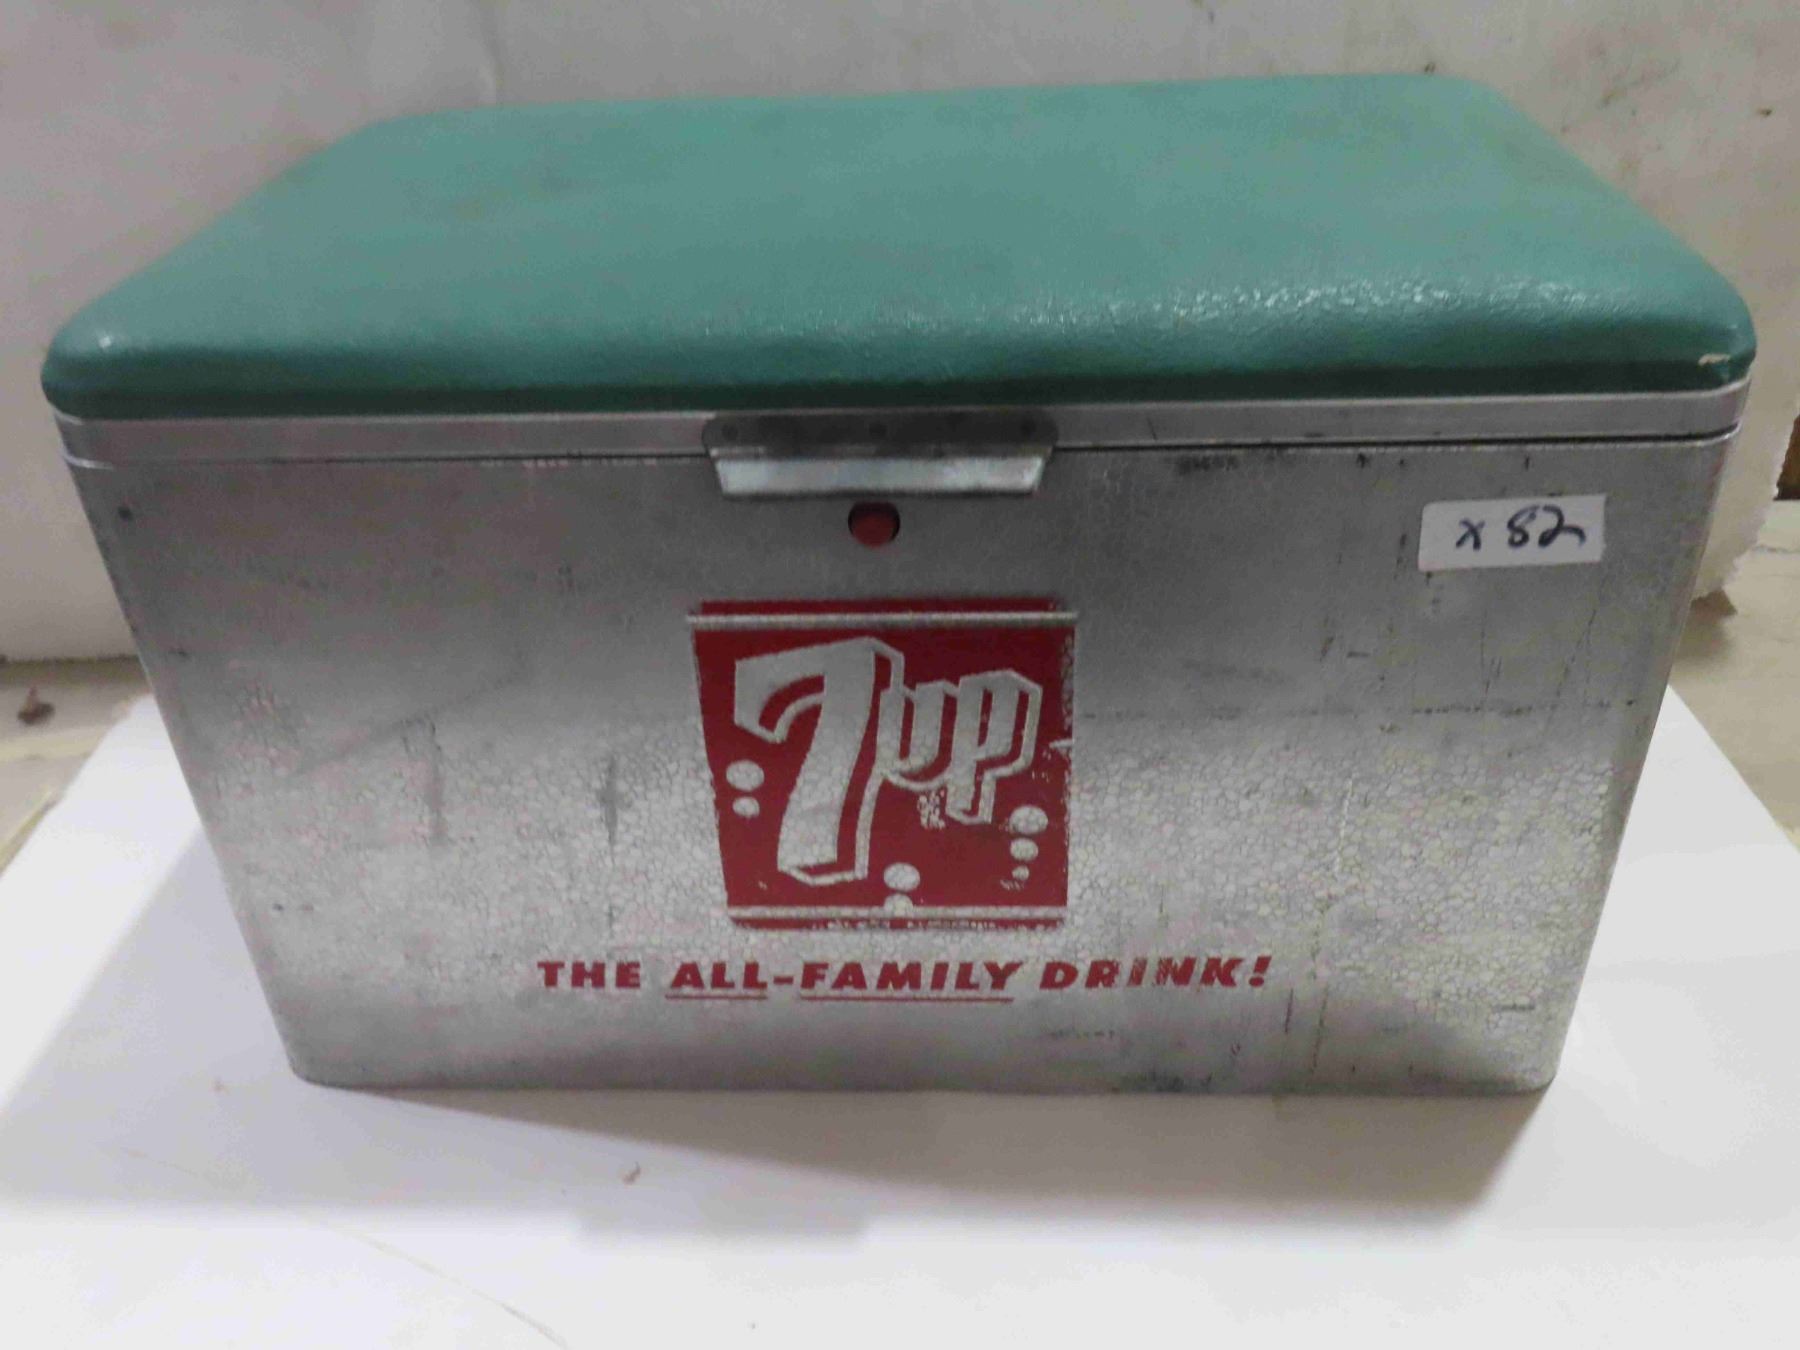 x 82
7up
THE ALL-FAMILY DRINK!